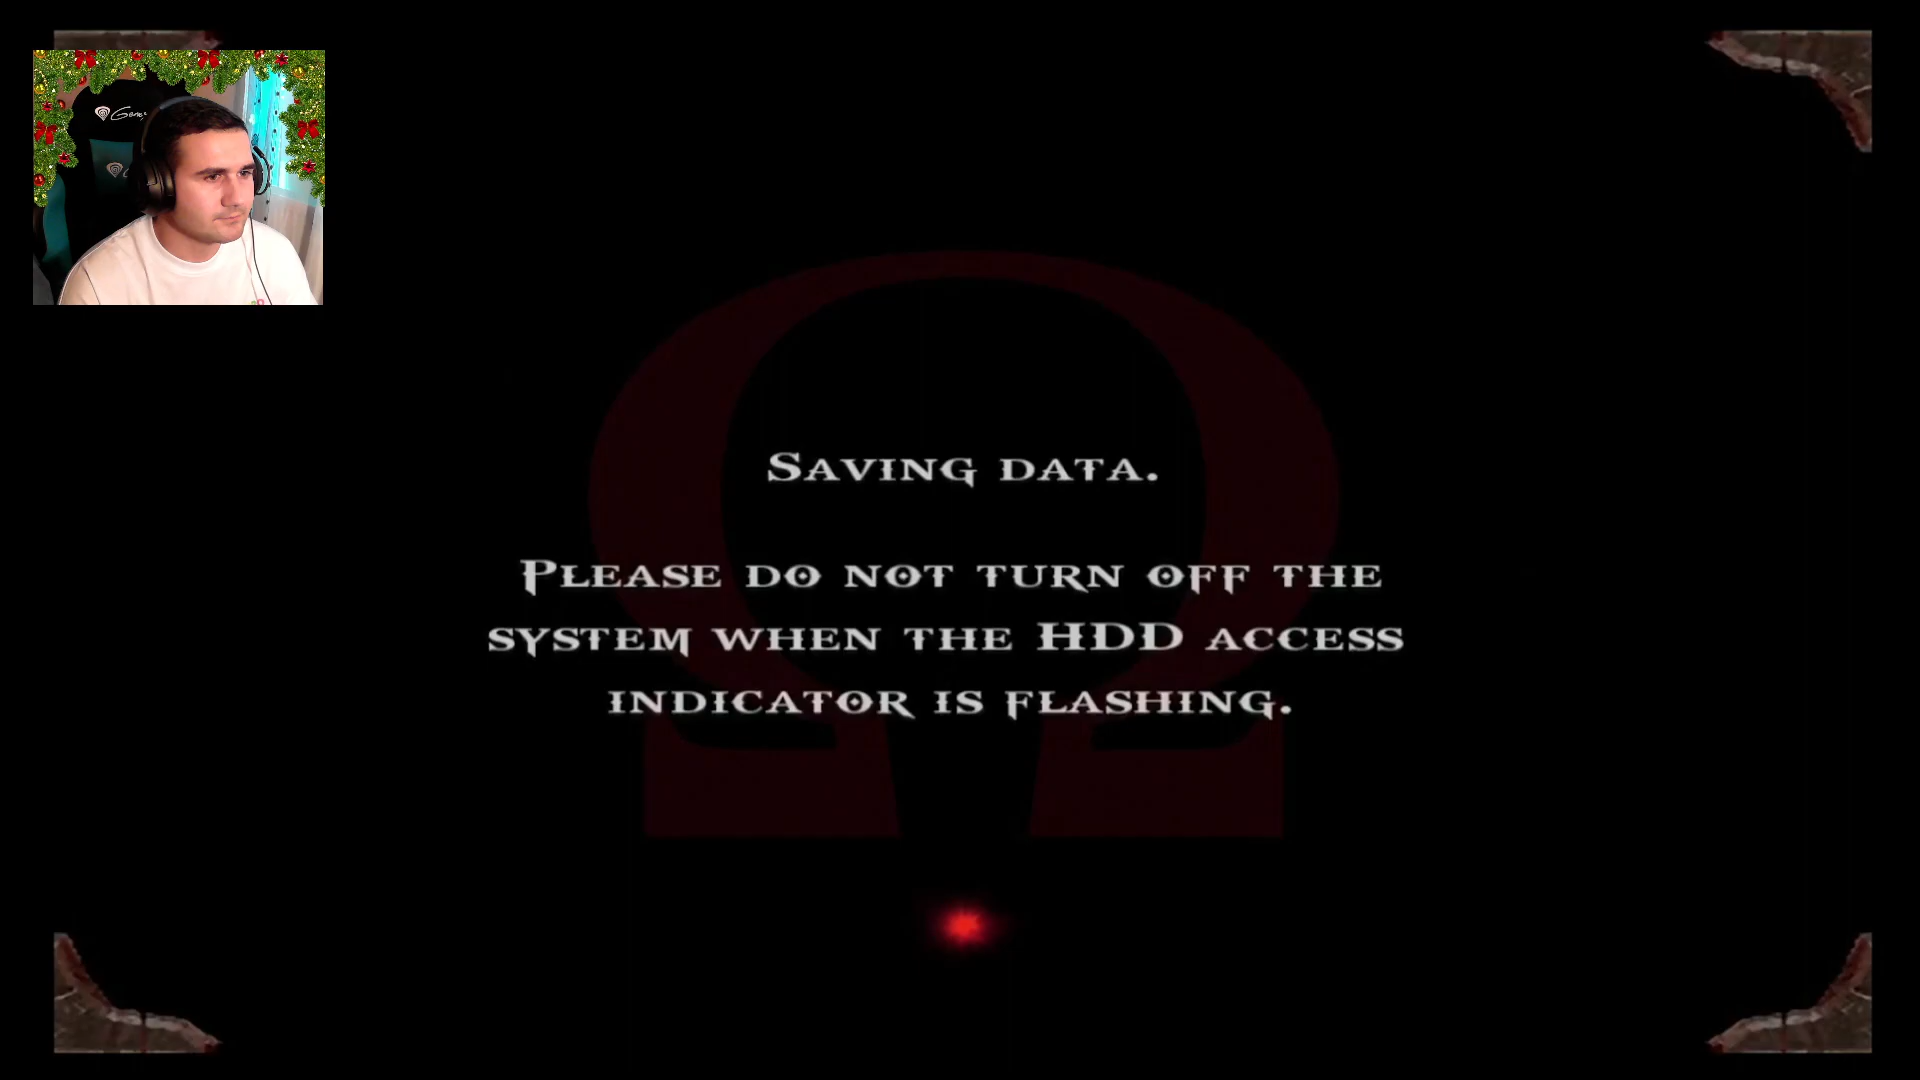 Saving data.
Please do not turn off the
system when the HDD access
indicator is flashing.